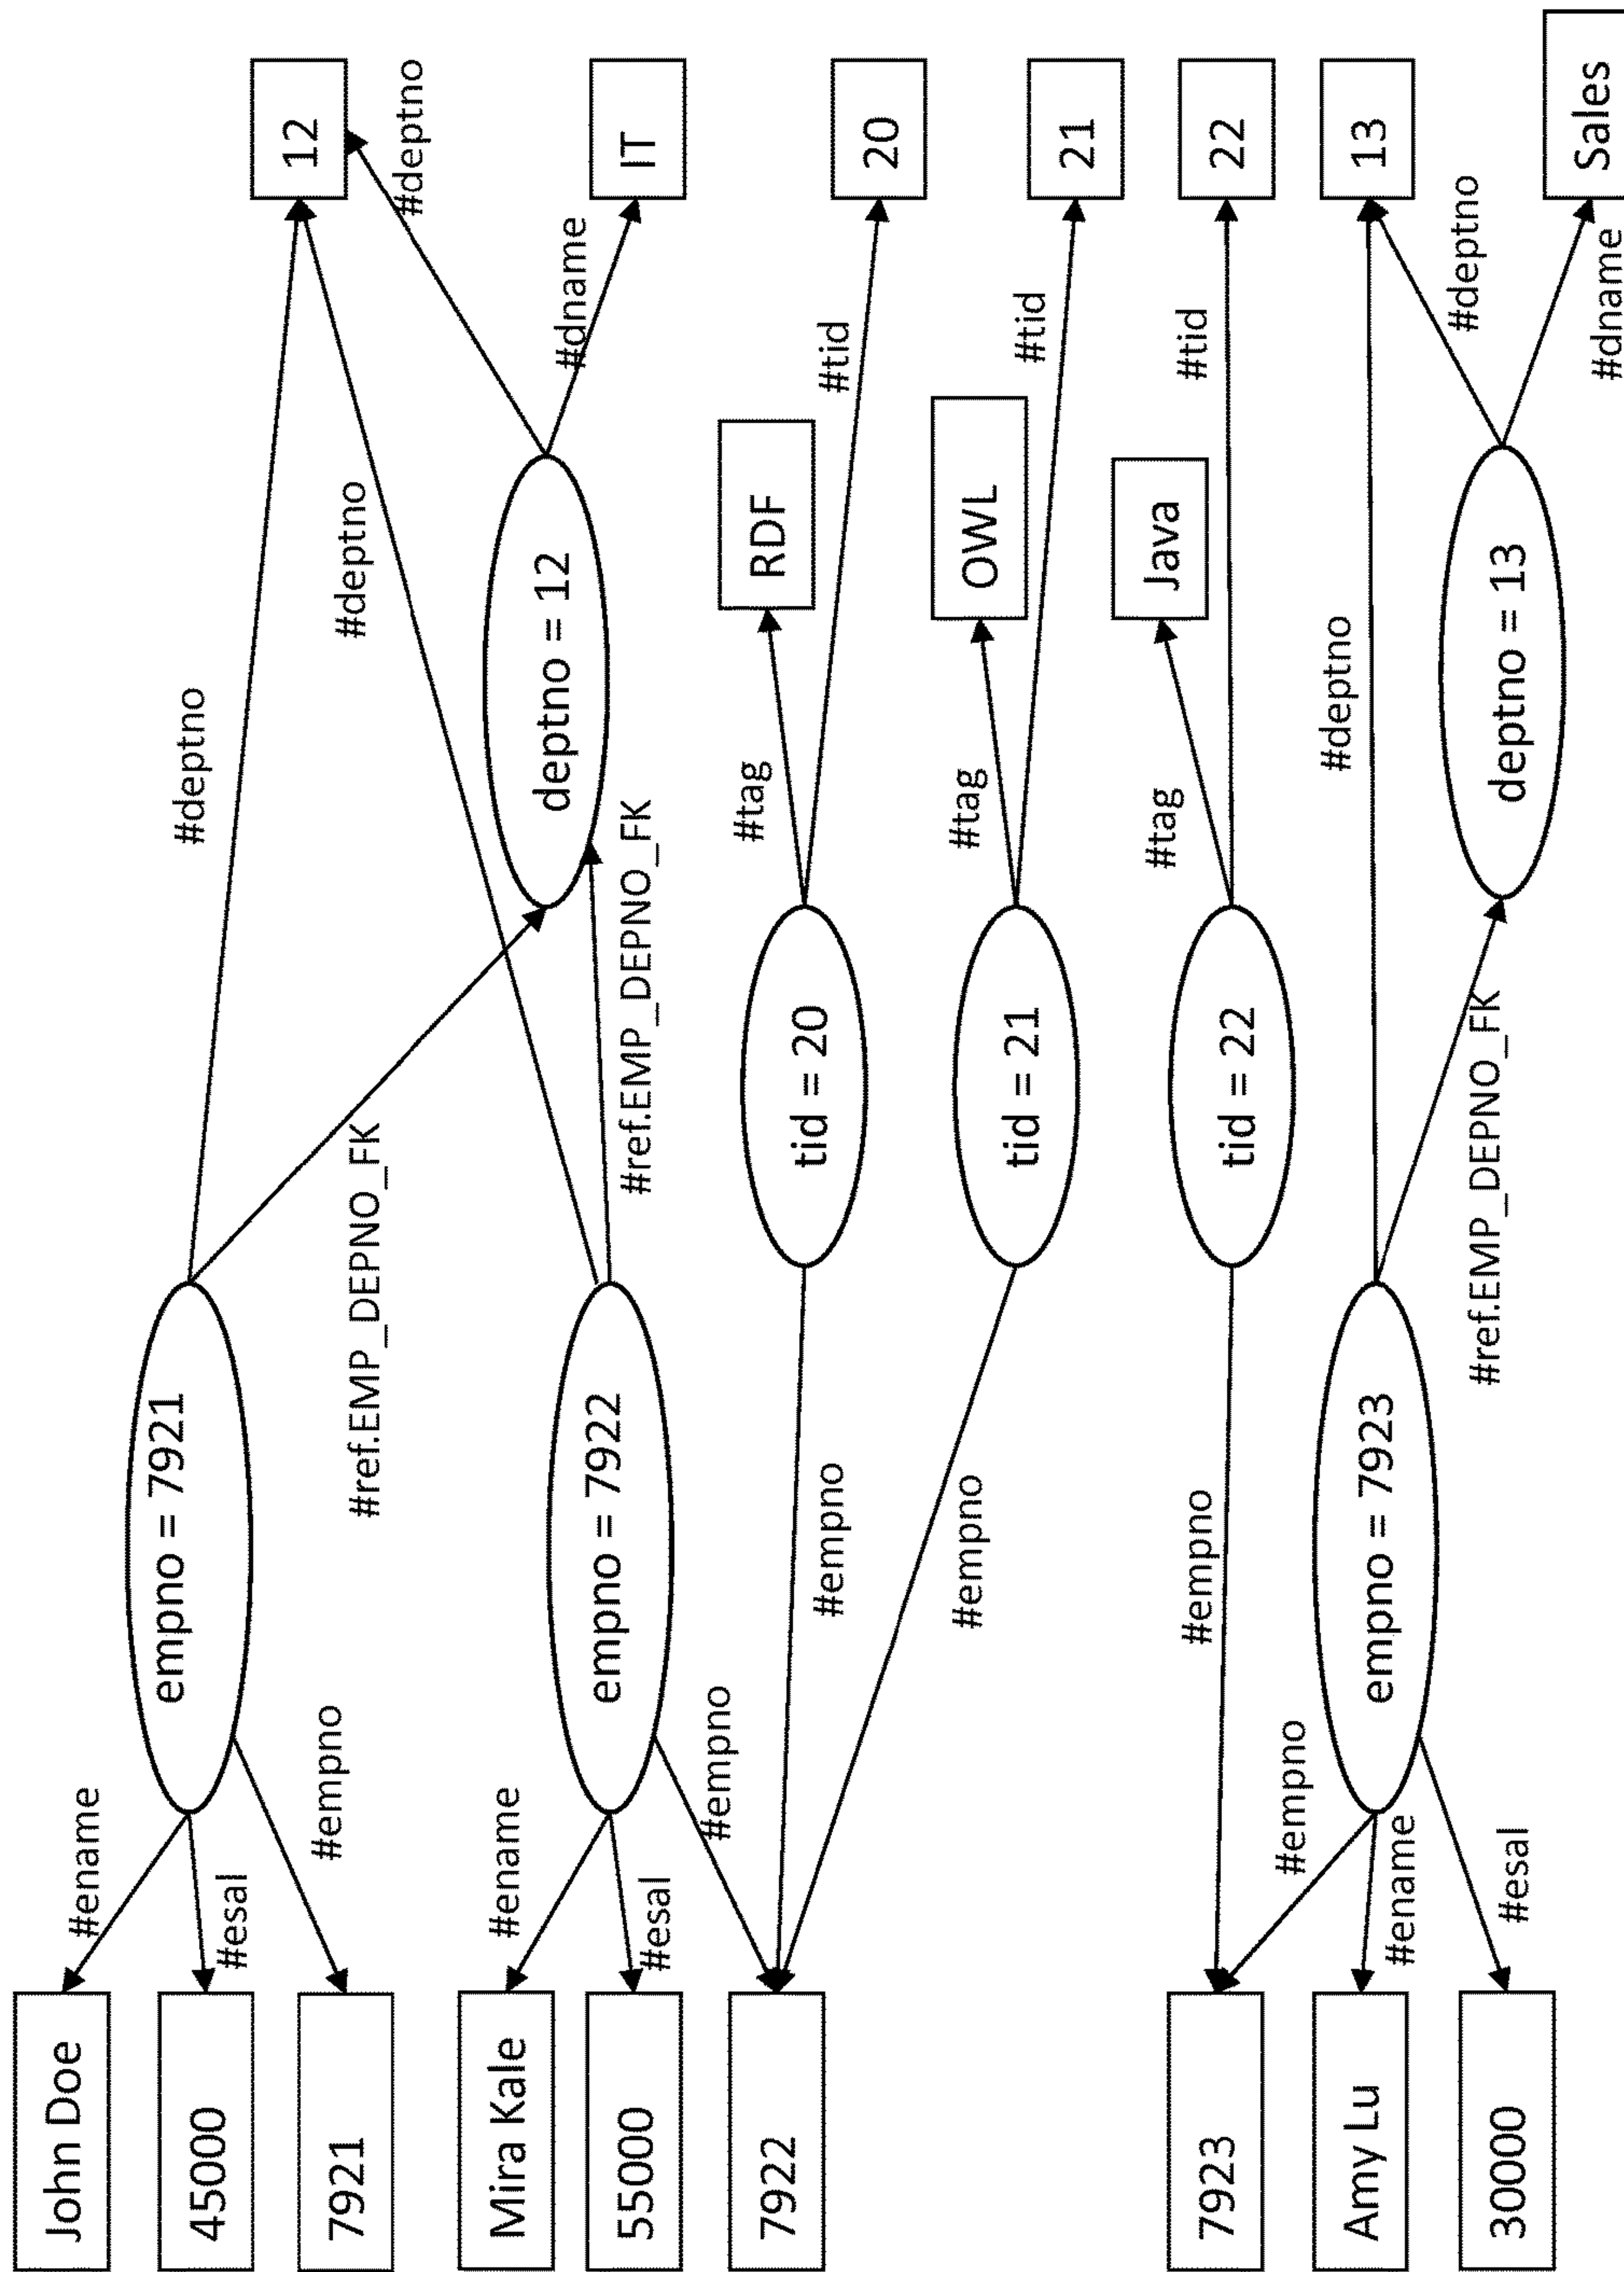 John Doe
45000
7921
Mira Kale
55000
7922
7923
Amy Lu
30000
#ename
#esal
#empno
#ename
#esal
#empno
#empno
#ename
#esal
empno = 7921
empno = 7922
empno = 7923
#empno
#empno
#empno
#ref.EMP_DEPNO_FK
#ref.EMP_DEPNO_FK
#ref.EMP_DEPNO_FK
tid = 20
tid = 21
tid = 22
#deptno
#deptno
#tag
#tag
#tag
#deptno
deptno = 12
deptno = 13
RDF
OWL
Java
#deptno
#dname
#tid
#tid
#tid
#deptno
#dname
12
IT
20
21
22
13
Sales